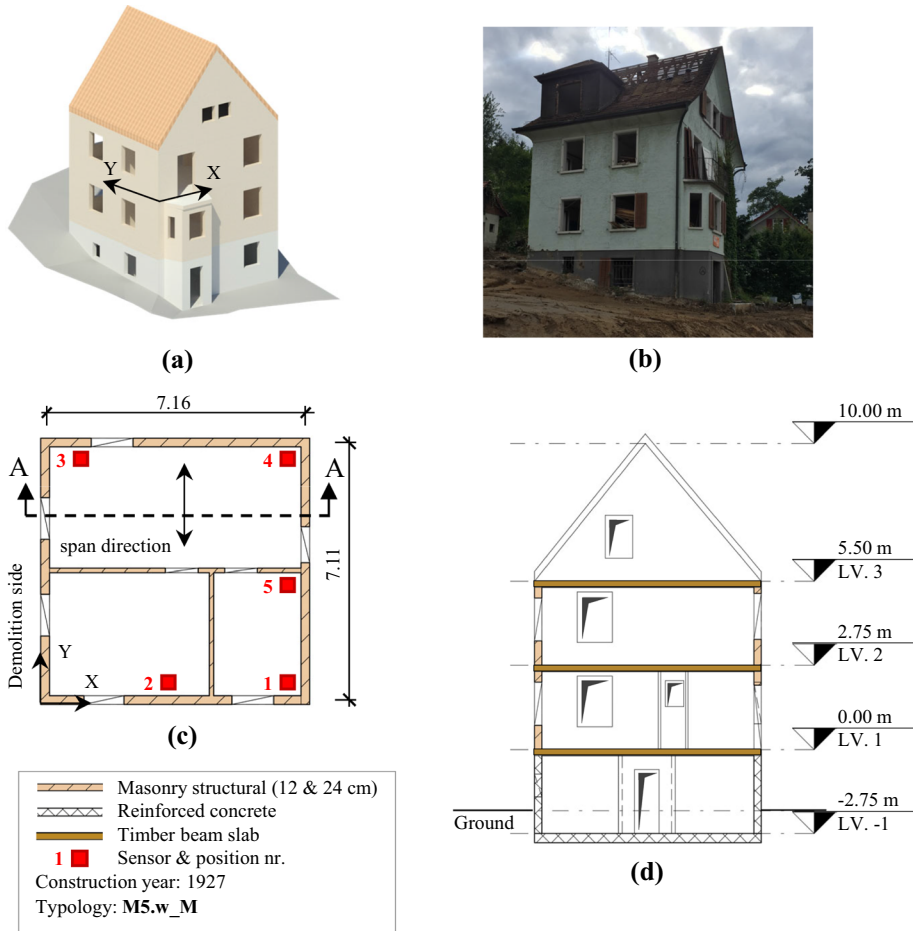 Y
X
(a)
(b)
7.16
3
4
A
A
span direction
7.11
5
Demolition side
Y
X
2
1
(c)
Masonry structural (12 & 24 cm)
Reinforced concrete
Timber beam slab
1 Sensor & position nr.
Construction year: 1927
Typology: M5.w_M
10.00 m
5.50 m
LV. 3
2.75 m
LV. 2
0.00 m
LV. 1
Ground
-2.75 m
LV. -1
(d)